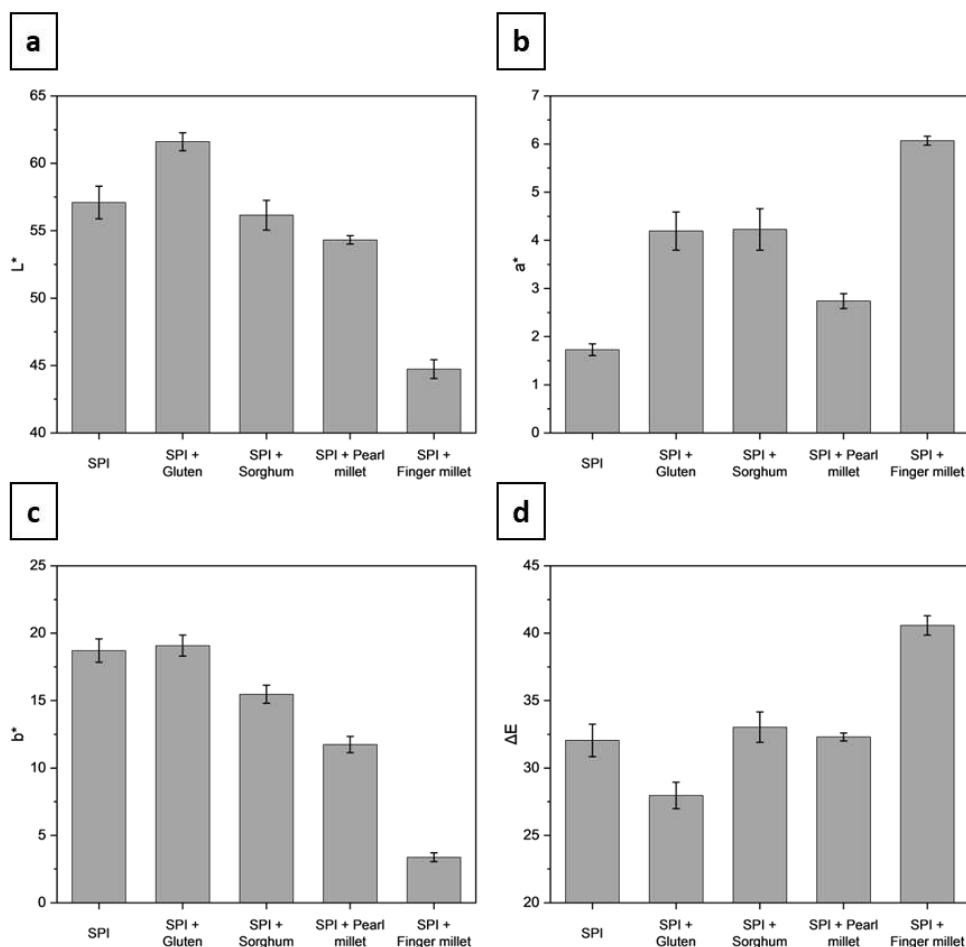 a
65
60
55
50
45
40
L*
SPI
SPI +
Gluten
SPI +
Sorghum
SPI + Pearl
millet
SPI +
Finger millet
b
7
6
5
4
3
2
1
0
a*
SPI
SPI +
Gluten
SPI +
Sorghum
SPI + Pearl
millet
SPI +
Finger millet
c
25
20
15
10
5
0
b*
SPI
SPI +
Gluten
SPI +
Sorghum
SPI + Pearl
millet
SPI +
Finger millet
d
45
40
35
30
25
20
ΔE
SPI
SPI +
Gluten
SPI +
Sorghum
SPI + Pearl
millet
SPI +
Finger millet